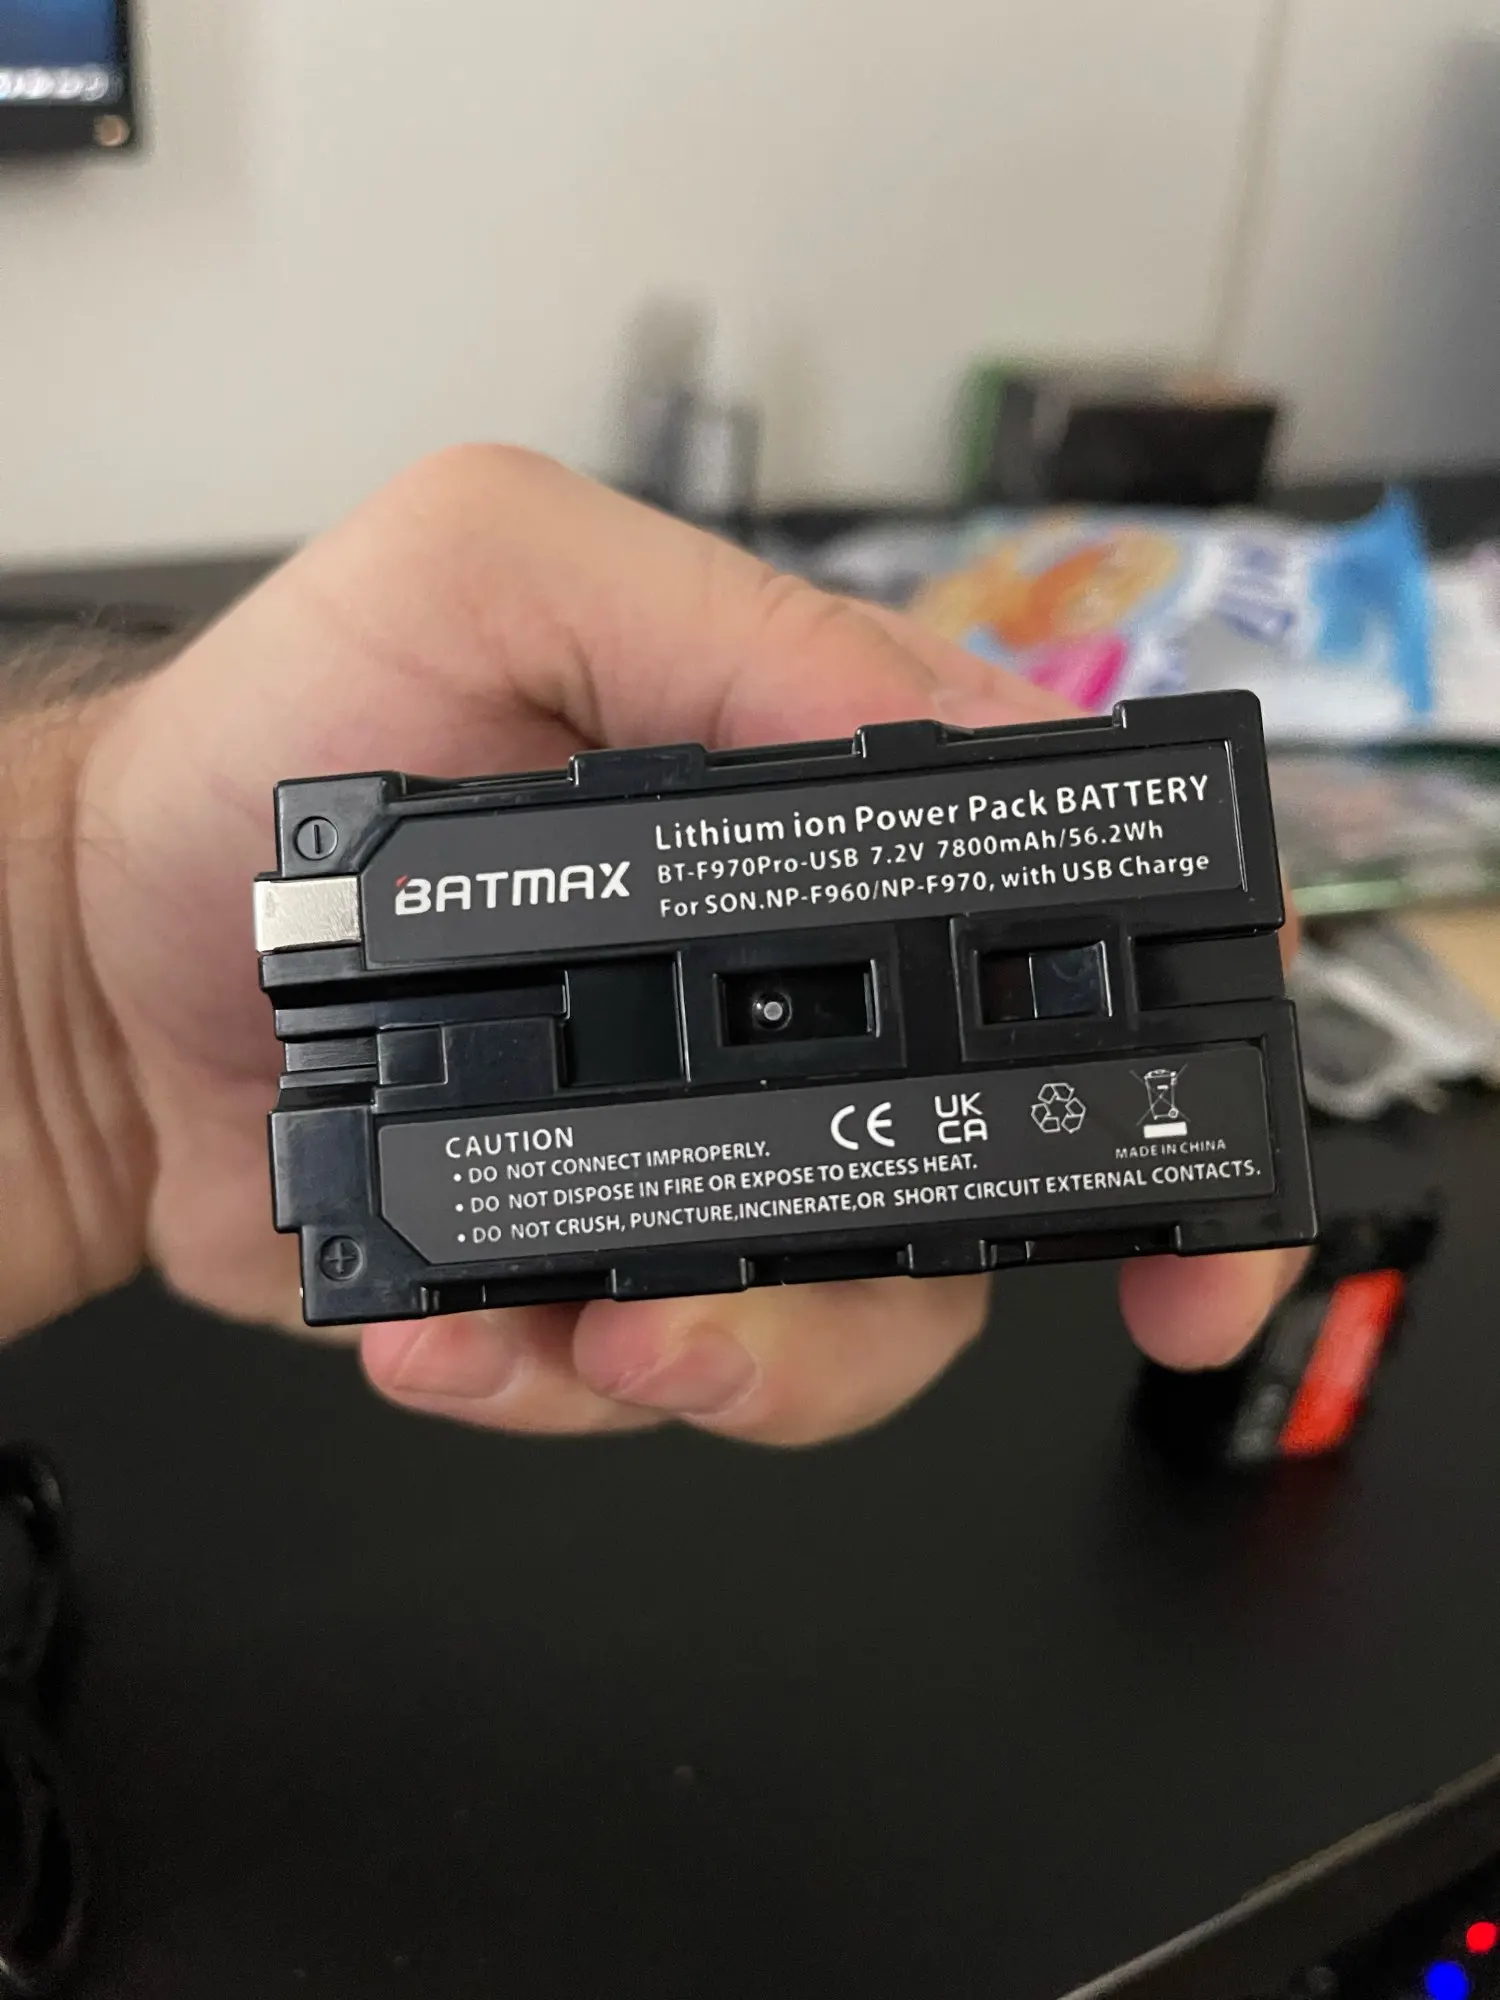 BATMAX
Lithium ion Power Pack BATTERY
BT-F970Pro-USB 7.2V 7800mAh/56.2Wh
For SON.NP-F960/NP-F970, with USB Charge
CAUTION
• DO NOT CONNECT IMPROPERLY.
• DO NOT DISPOSE IN FIRE OR EXPOSE TO EXCESS HEAT.
• DO NOT CRUSH, PUNCTURE,INCINERATE,OR SHORT CIRCUIT EXTERNAL CONTACTS.
CE
UK
CA
MADE IN CHINA